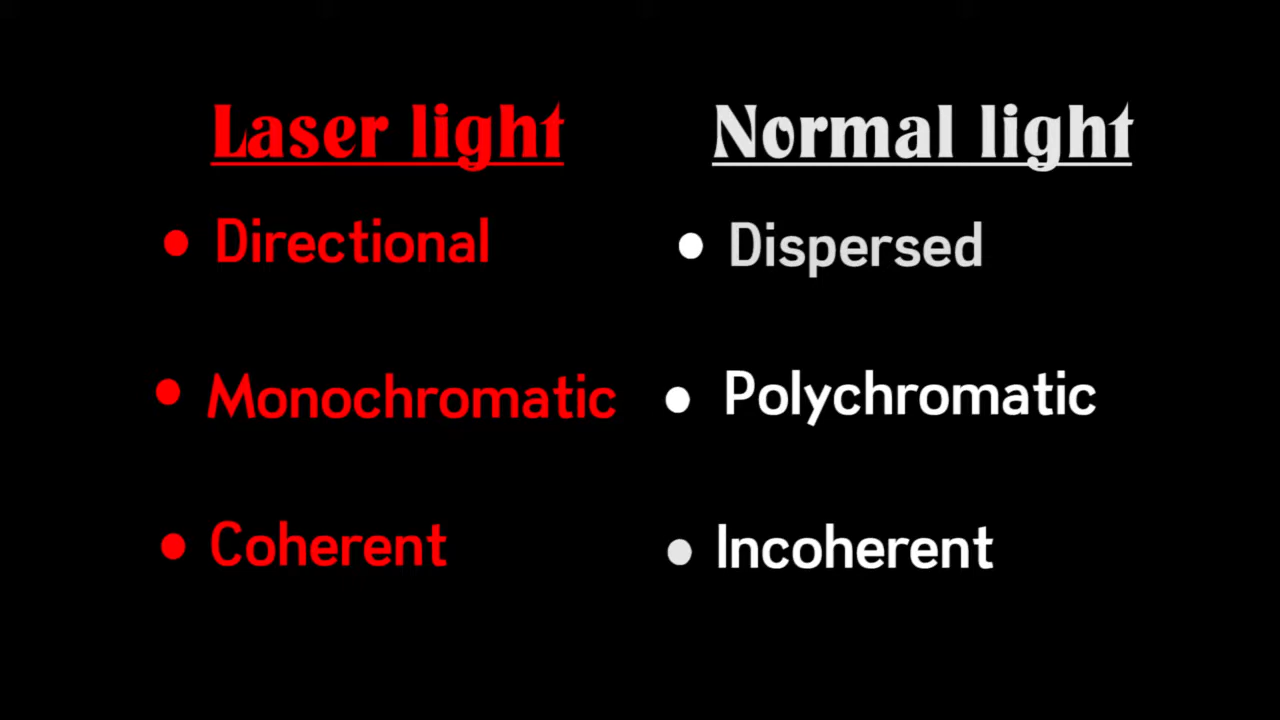 Laser light
Directional
Monochromatic
Coherent
Normal light
Dispersed
Polychromatic
Incoherent